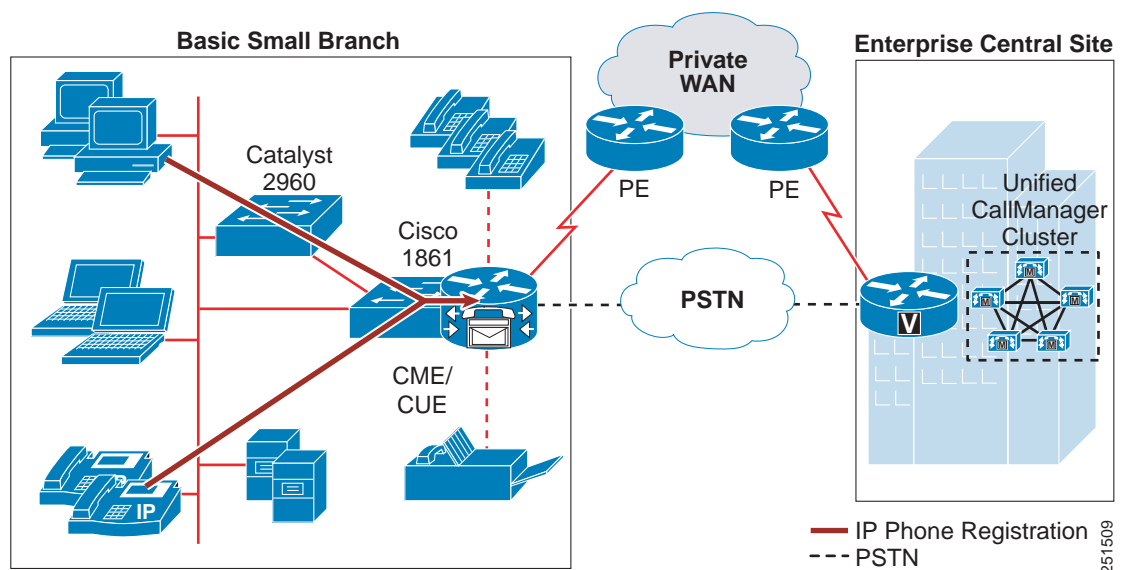 Basic Small Branch
Enterprise Central Site
Private
WAN
Catalyst
2960
PE
PE
Unified
CallManager
Cluster
Cisco
1861
PSTN
V
M
M
M
M
M
CME/
CUE
IP
IP Phone Registration
PSTN
251509